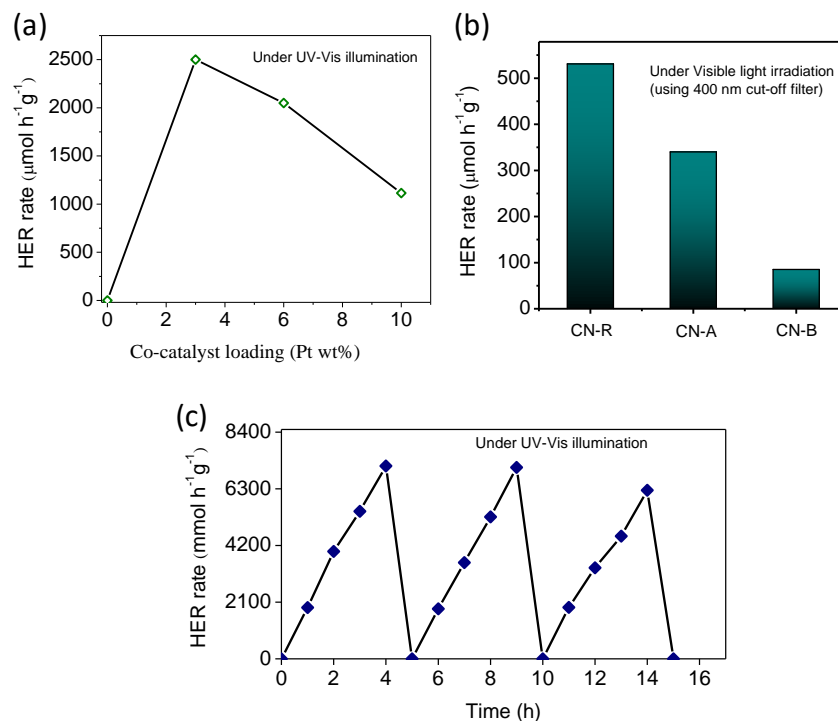 (a)
Under UV-Vis illumination
HER rate (μmol h⁻¹g⁻¹)
2500
2000
1500
1000
500
0
0 2 4 6 8 10
Co-catalyst loading (Pt wt%)
(b)
Under Visible light irradiation
(using 400 nm cut-off filter)
HER rate (μmol h⁻¹g⁻¹)
500
400
300
200
100
0
CN-R CN-A CN-B
(c)
Under UV-Vis illumination
HER rate (mmol h⁻¹g⁻¹)
8400
6300
4200
2100
0
0 2 4 6 8 10 12 14 16
Time (h)